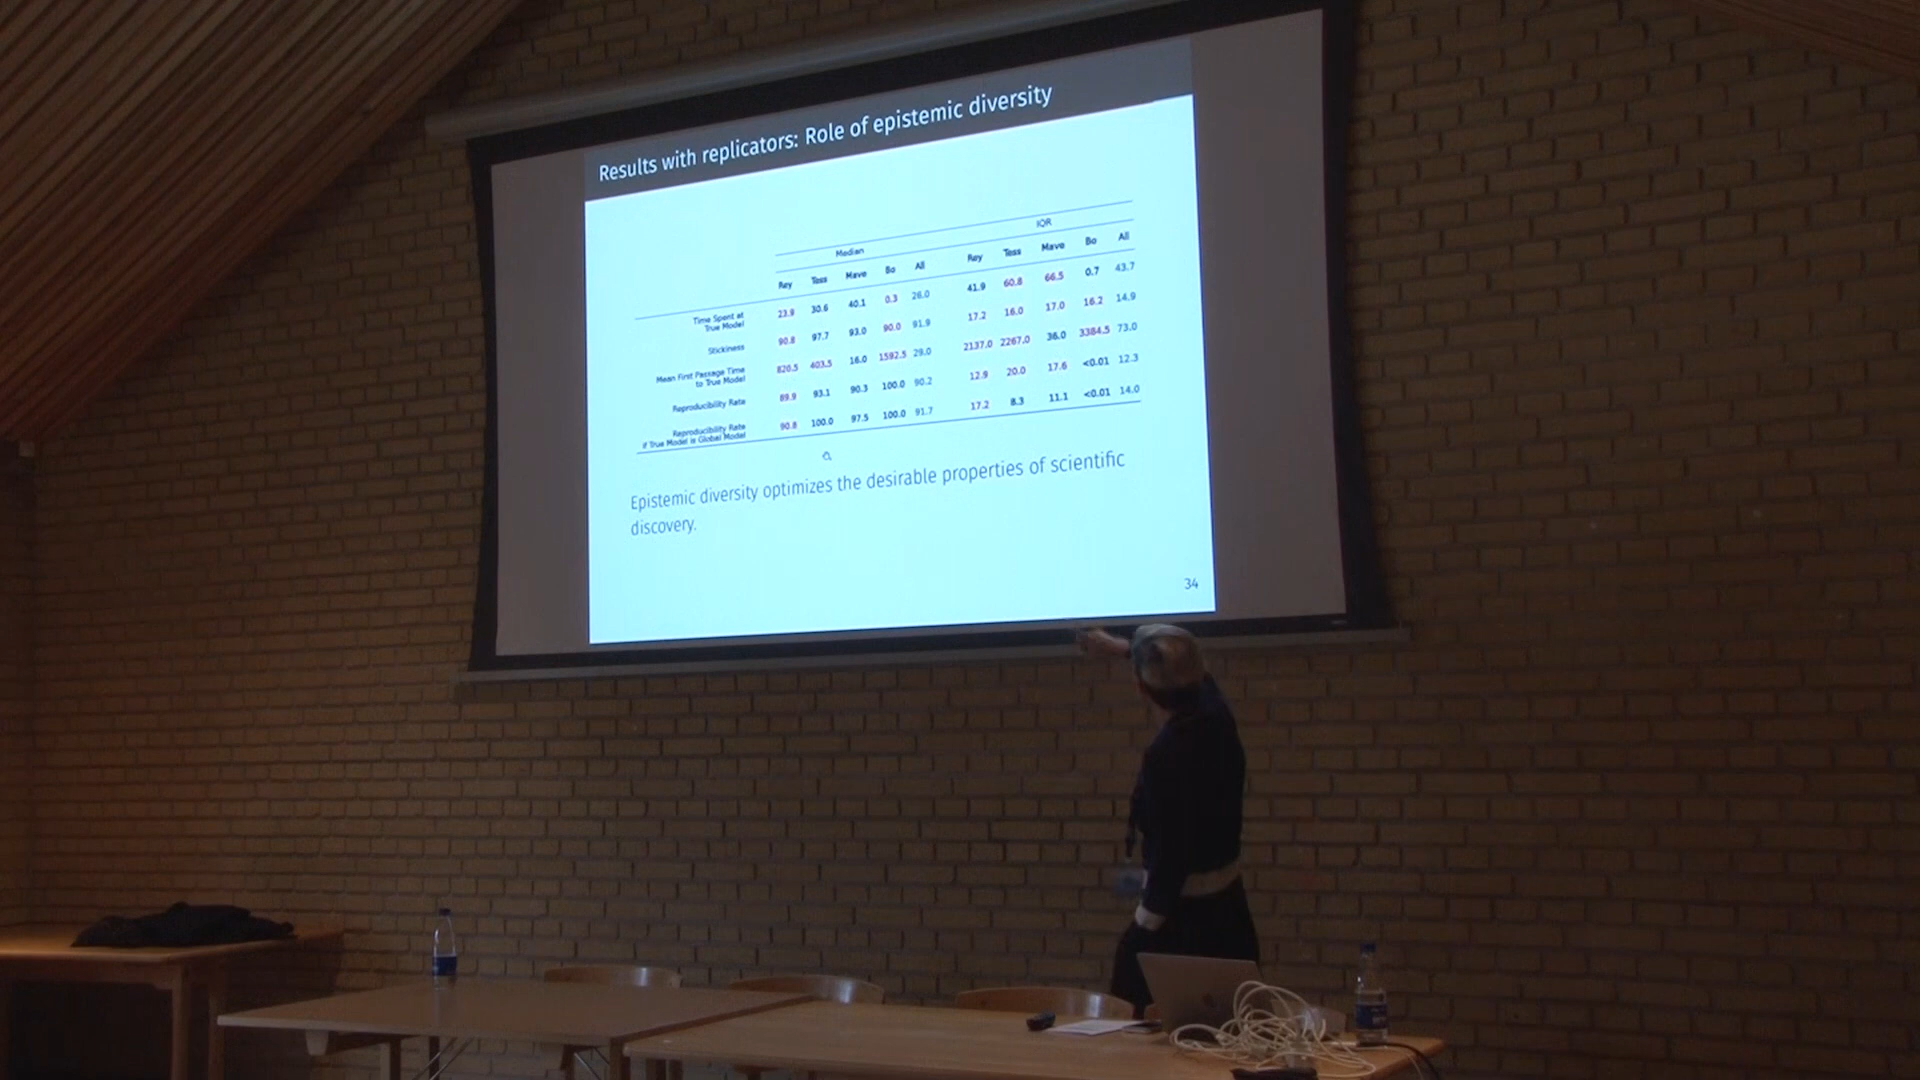 Results with replicators: Role of epistemic diversity
Median IQR
Rey Tess Mave Bo All Rey Tess Mave Bo All
Time Spent at
True Model 23.9 30.6 40.1 0.3 26.0 41.9 60.8 66.5 0.7 43.7
Stickiness 90.8 97.7 93.0 90.0 91.9 17.2 16.0 17.0 16.2 14.9
Mean First Passage Time
to True Model 820.5 403.5 16.0 1592.5 29.0 2137.0 2267.0 36.0 3384.5 73.0
Reproducibility Rate 89.9 93.1 90.3 100.0 90.2 12.9 20.0 17.6 <0.01 12.3
Reproducibility Rate
if True Model is Global Model 90.8 100.0 97.5 100.0 91.7 17.2 8.3 11.1 <0.01 14.0
Epistemic diversity optimizes the desirable properties of scientific
discovery.
34